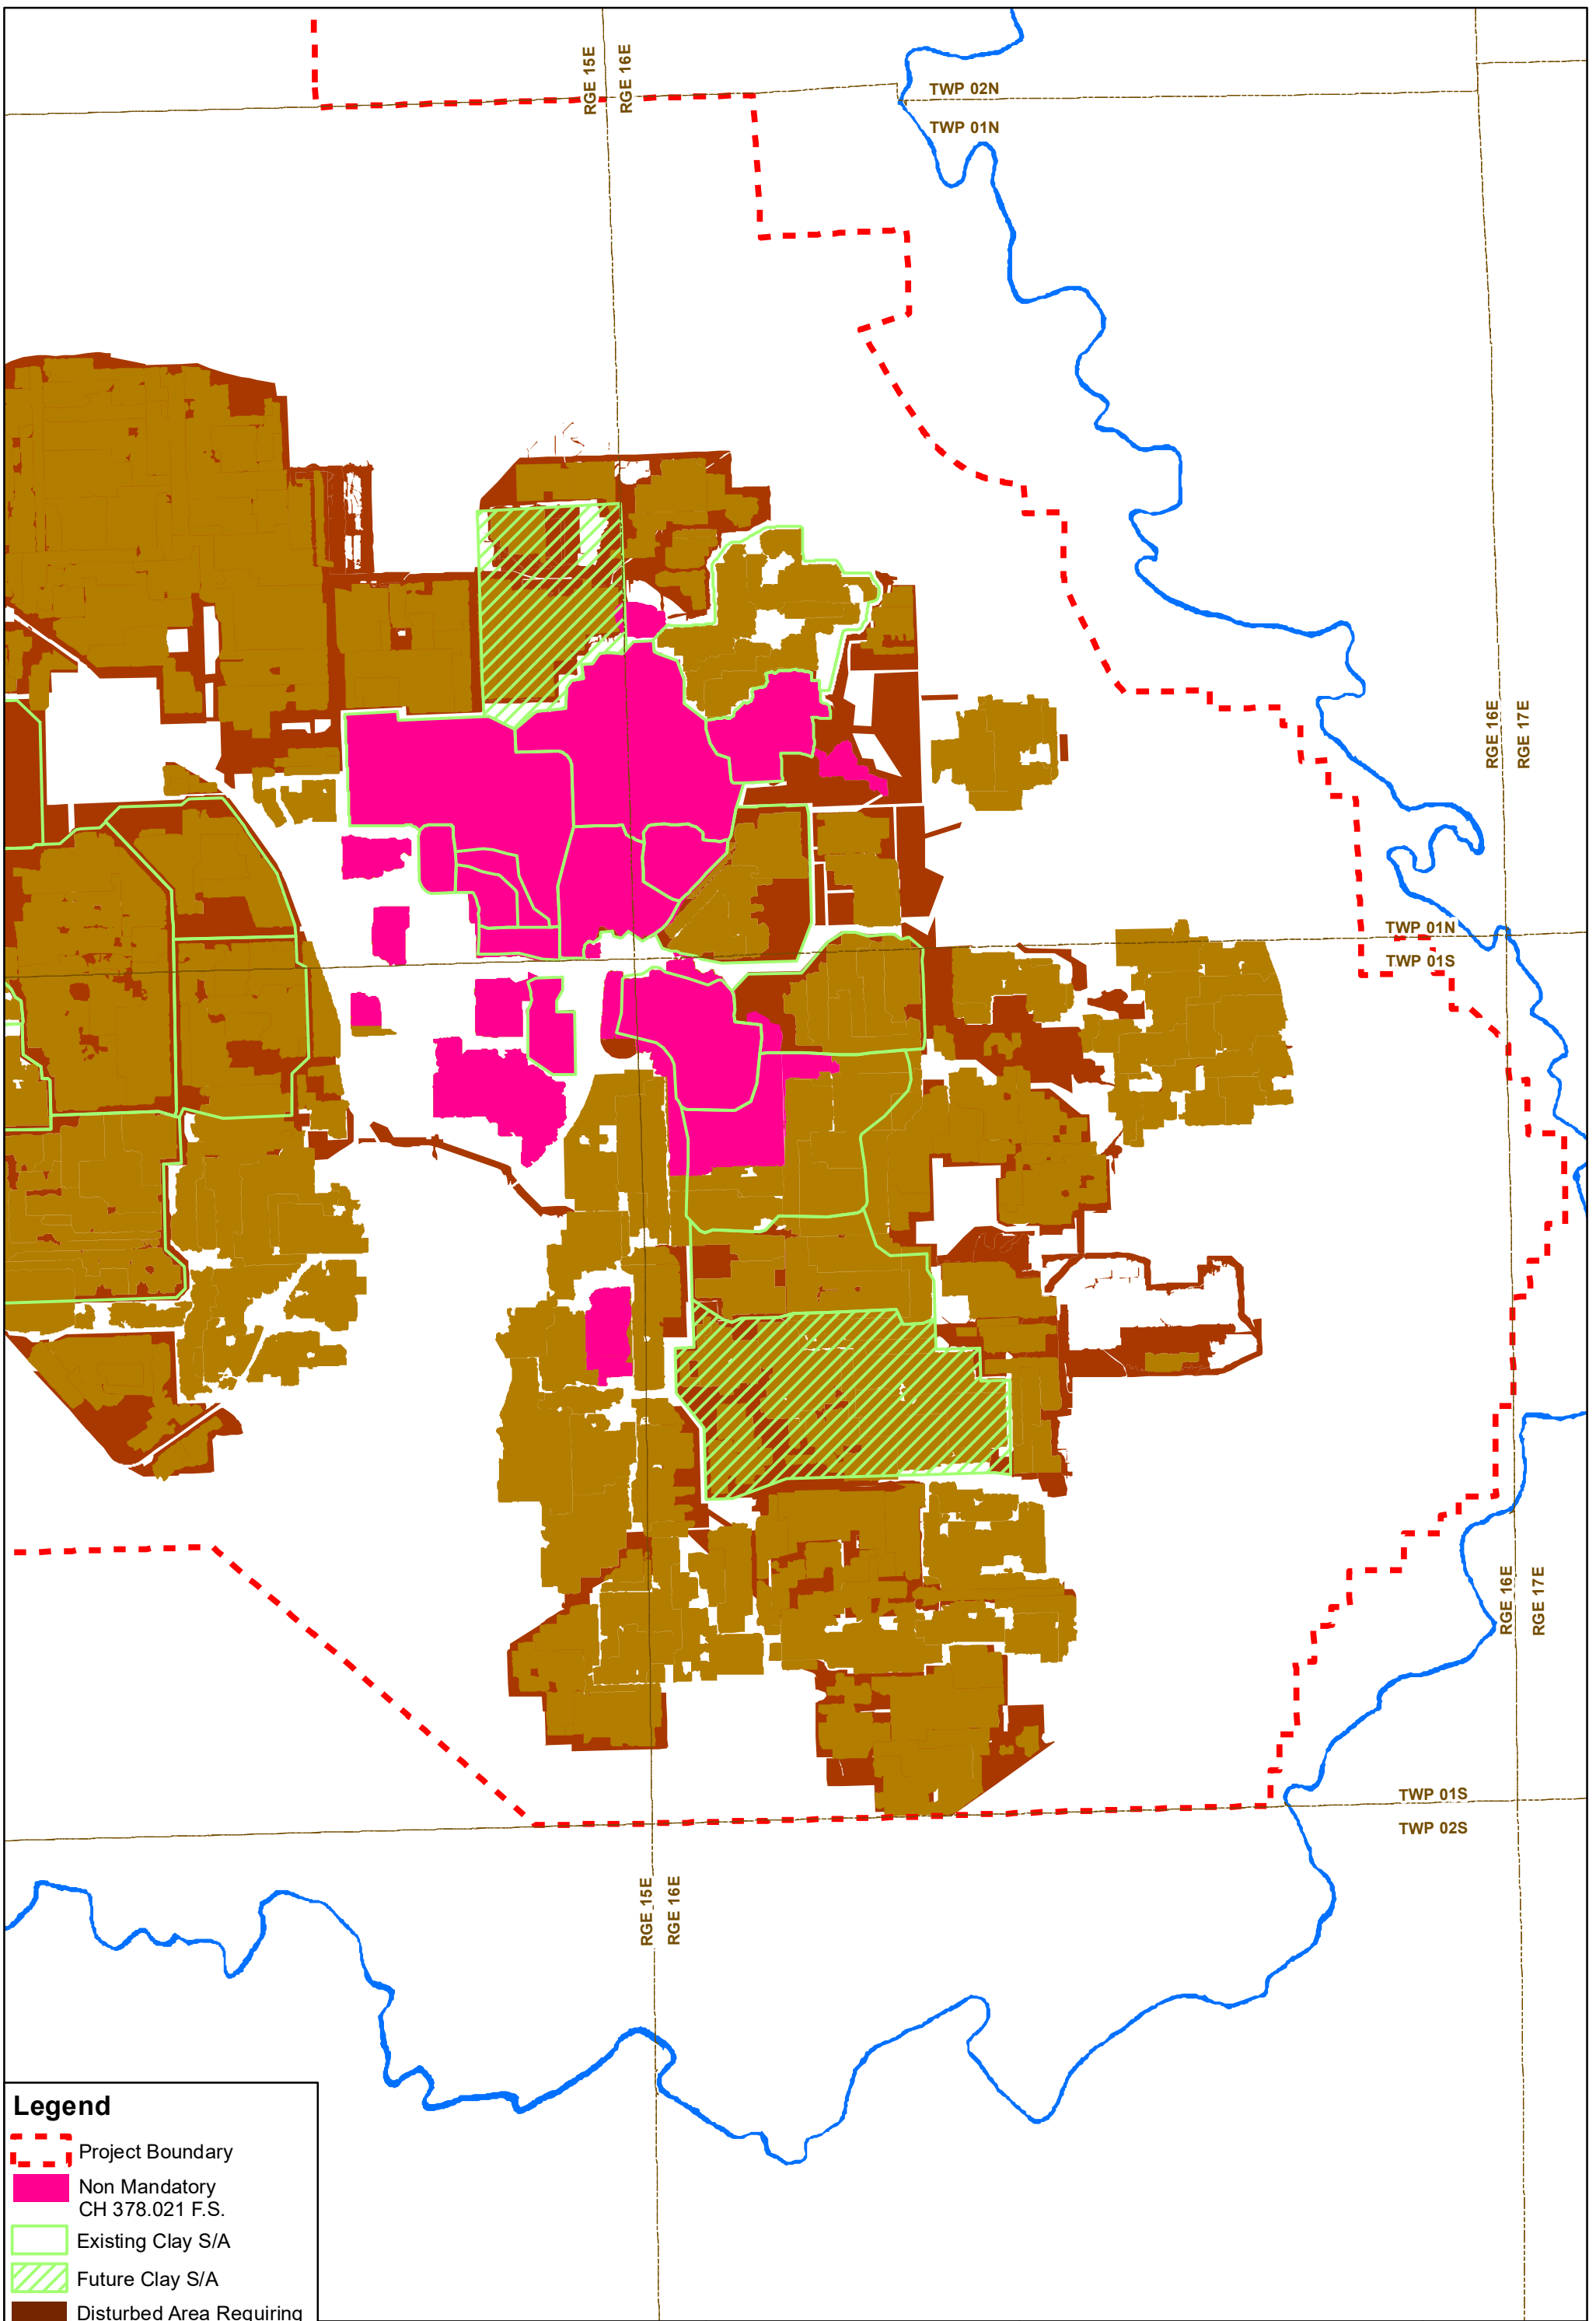 RGE 15E
RGE 16E
TWP 02N
TWP 01N
RGE 16E
RGE 17E
TWP 01N
TWP 01S
RGE 16E
RGE 17E
TWP 01S
TWP 02S
RGE 15E
RGE 16E
Legend
Project Boundary
Non Mandatory
CH 378.021 F.S.
Existing Clay S/A
Future Clay S/A
Disturbed Area Requiring